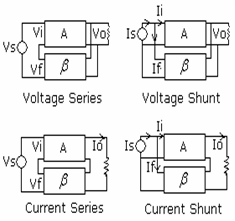 Ii
Vi A Vo Is A Vo
Vs
Vf β If β
Voltage Series Voltage Shunt
Ii
Vi A Io Is A Io
Vs
Vf β If β
Current Series Current Shunt